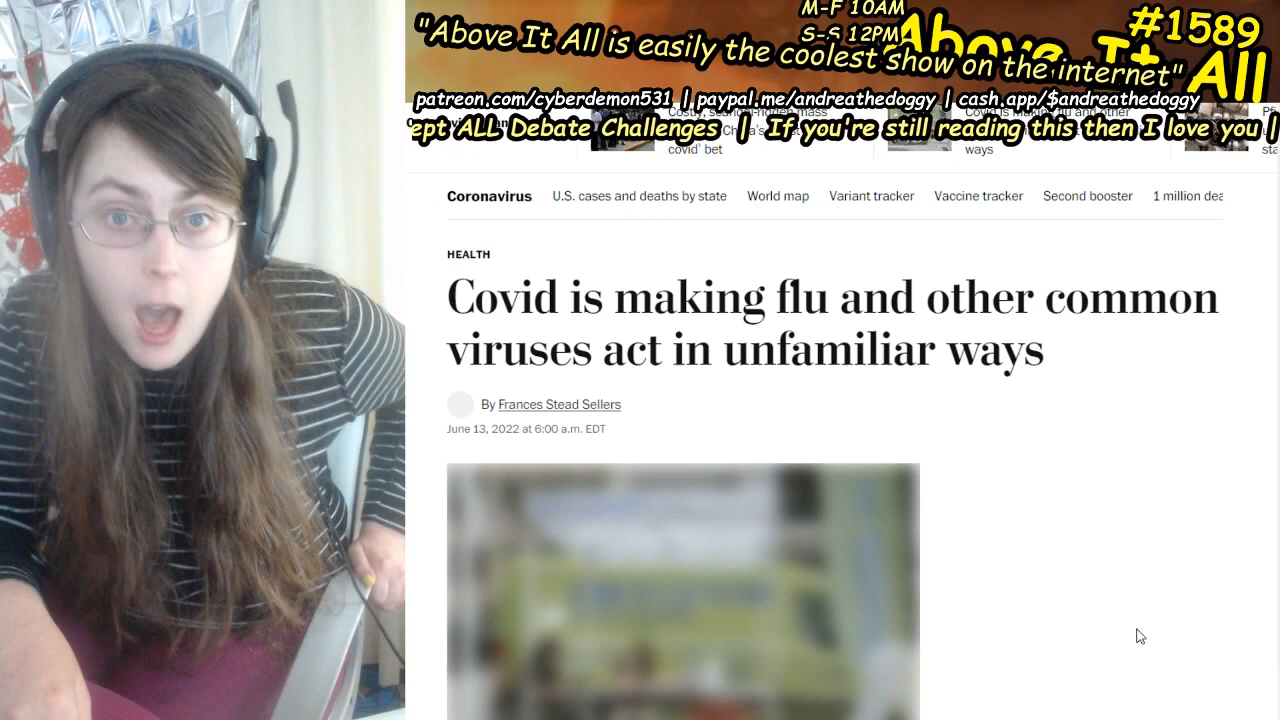 M-F 10AM
S-S 12PM
#1589
Above It All
"Above It All is easily the coolest show on the internet"
patreon.com/cyberdemon531 | paypal.me/andreathedoggy | cash.app/$andreathedoggy
ept ALL Debate Challenges | If you're still reading this then I love you |
covid' bet
ways
Coronavirus U.S. cases and deaths by state World map Variant tracker Vaccine tracker Second booster 1 million dea
HEALTH
Covid is making flu and other common
viruses act in unfamiliar ways
By Frances Stead Sellers
June 13, 2022 at 6:00 a.m. EDT